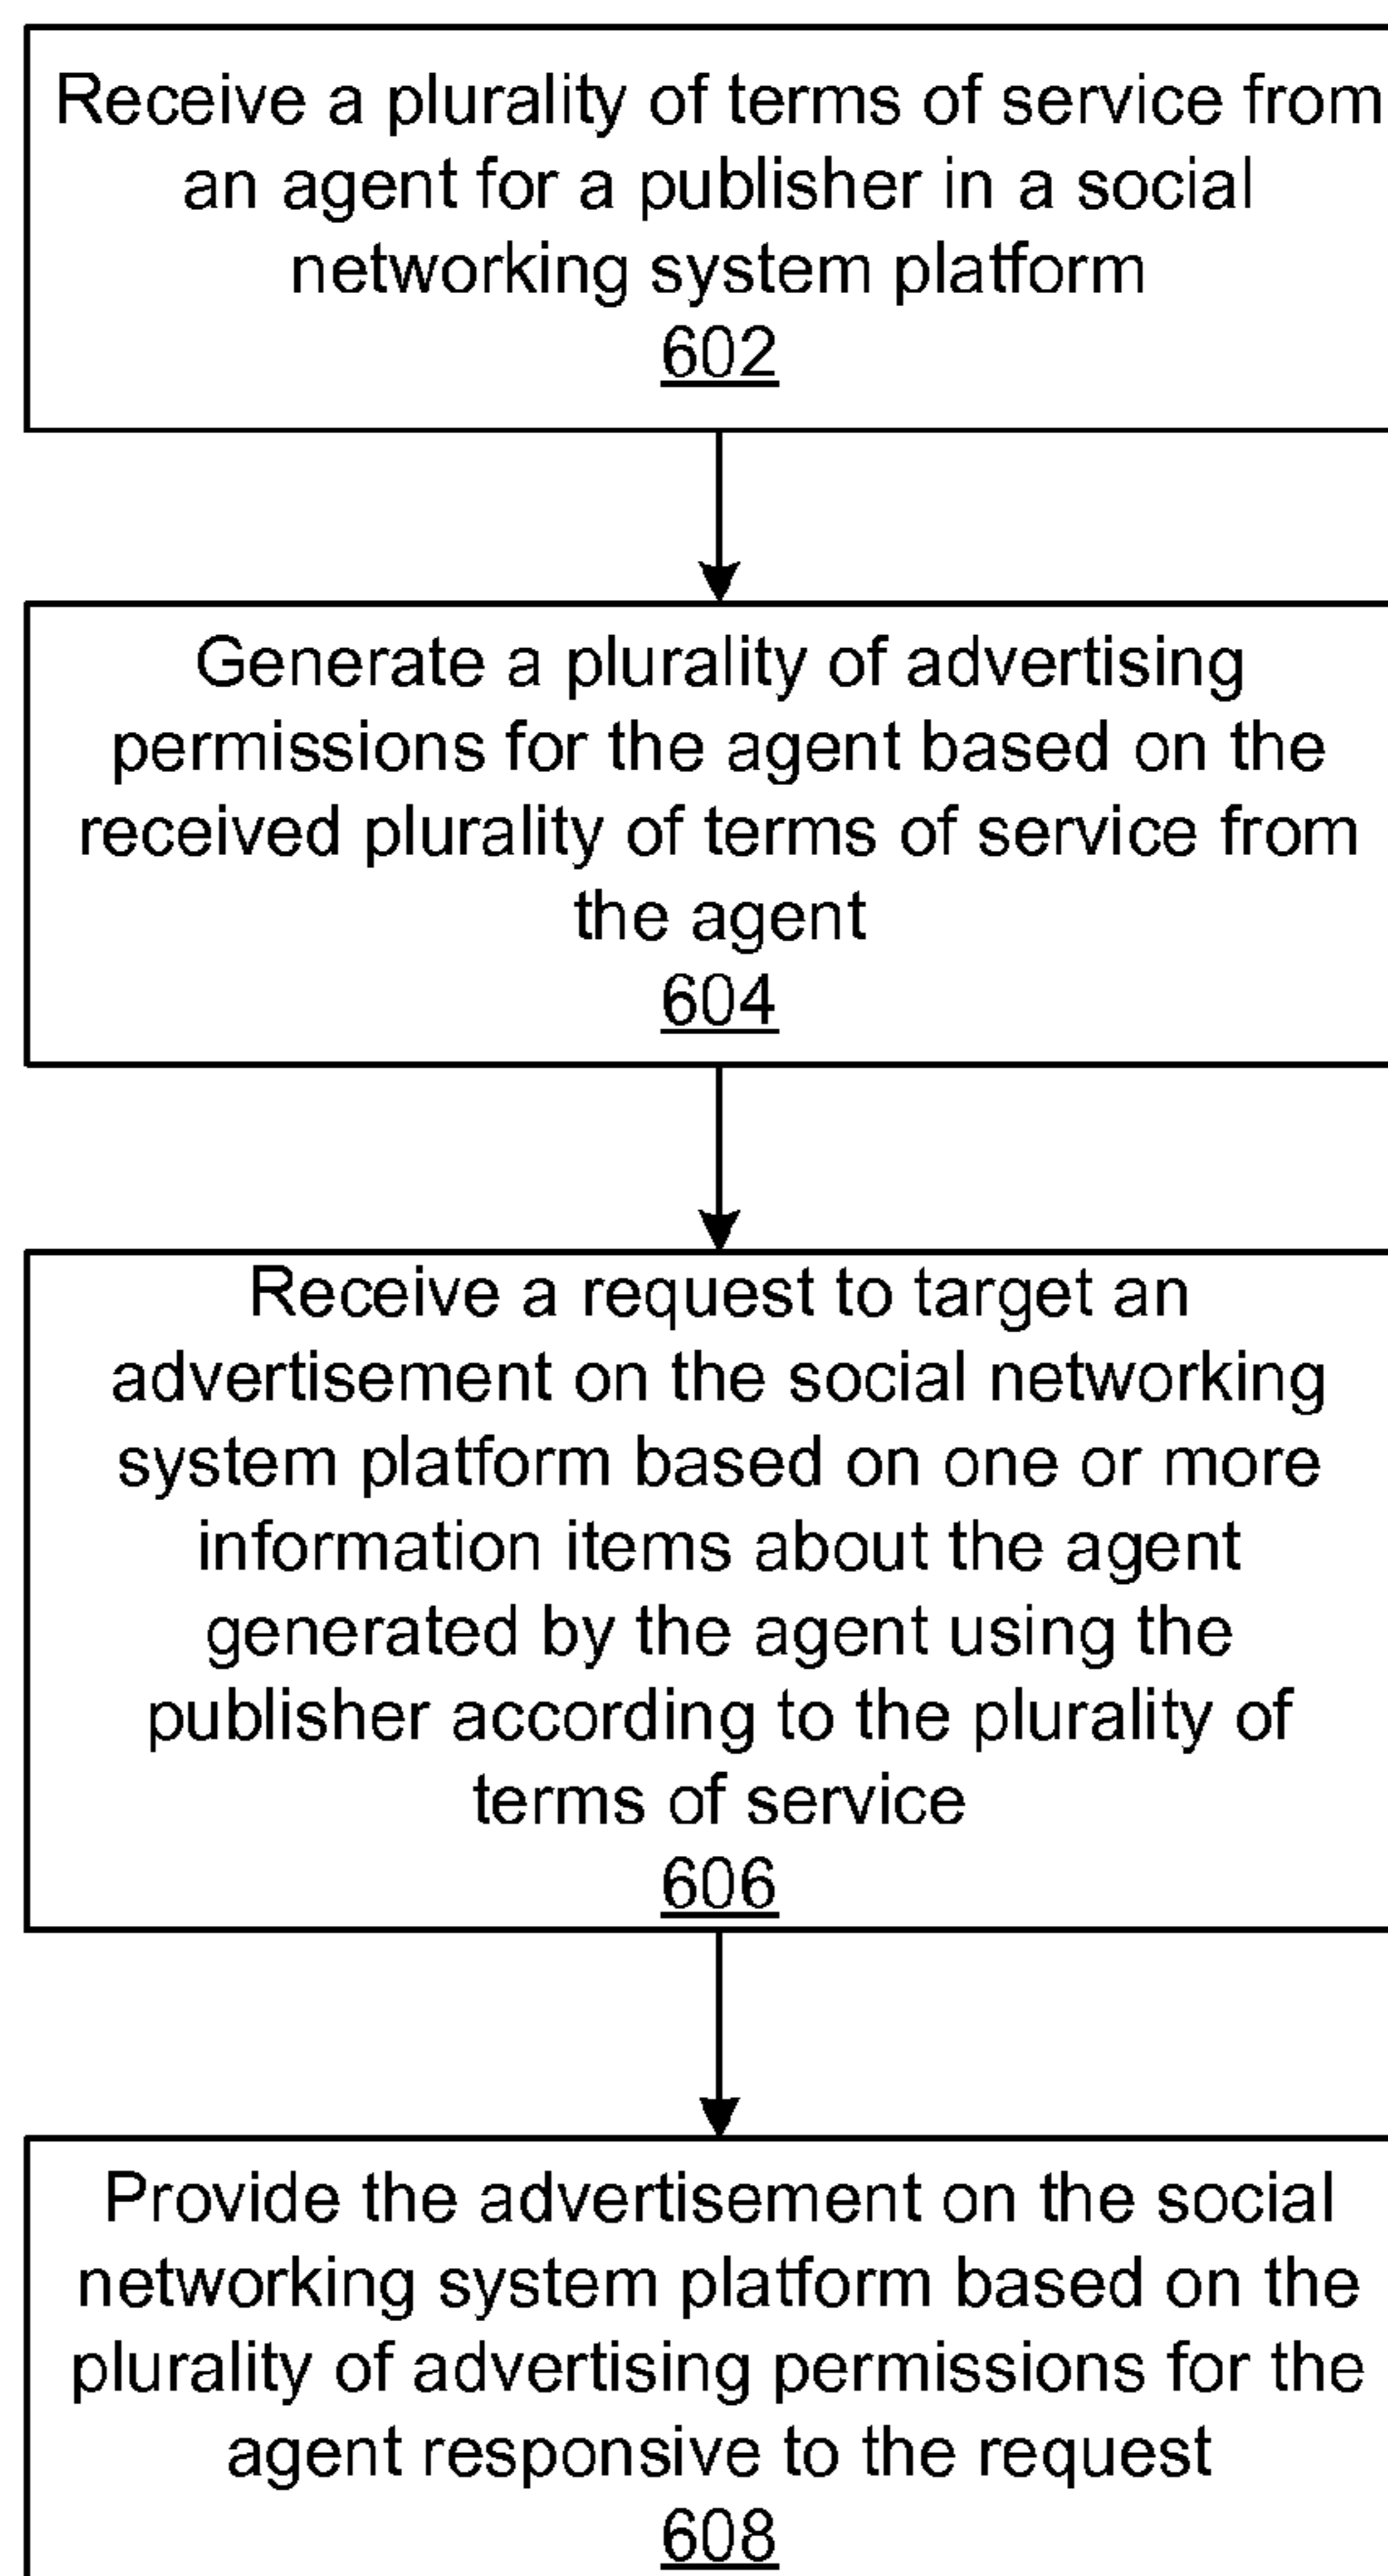 Receive a plurality of terms of service from
an agent for a publisher in a social
networking system platform
602
Generate a plurality of advertising
permissions for the agent based on the
received plurality of terms of service from
the agent
604
Receive a request to target an
advertisement on the social networking
system platform based on one or more
information items about the agent
generated by the agent using the
publisher according to the plurality of
terms of service
606
Provide the advertisement on the social
networking system platform based on the
plurality of advertising permissions for the
agent responsive to the request
608